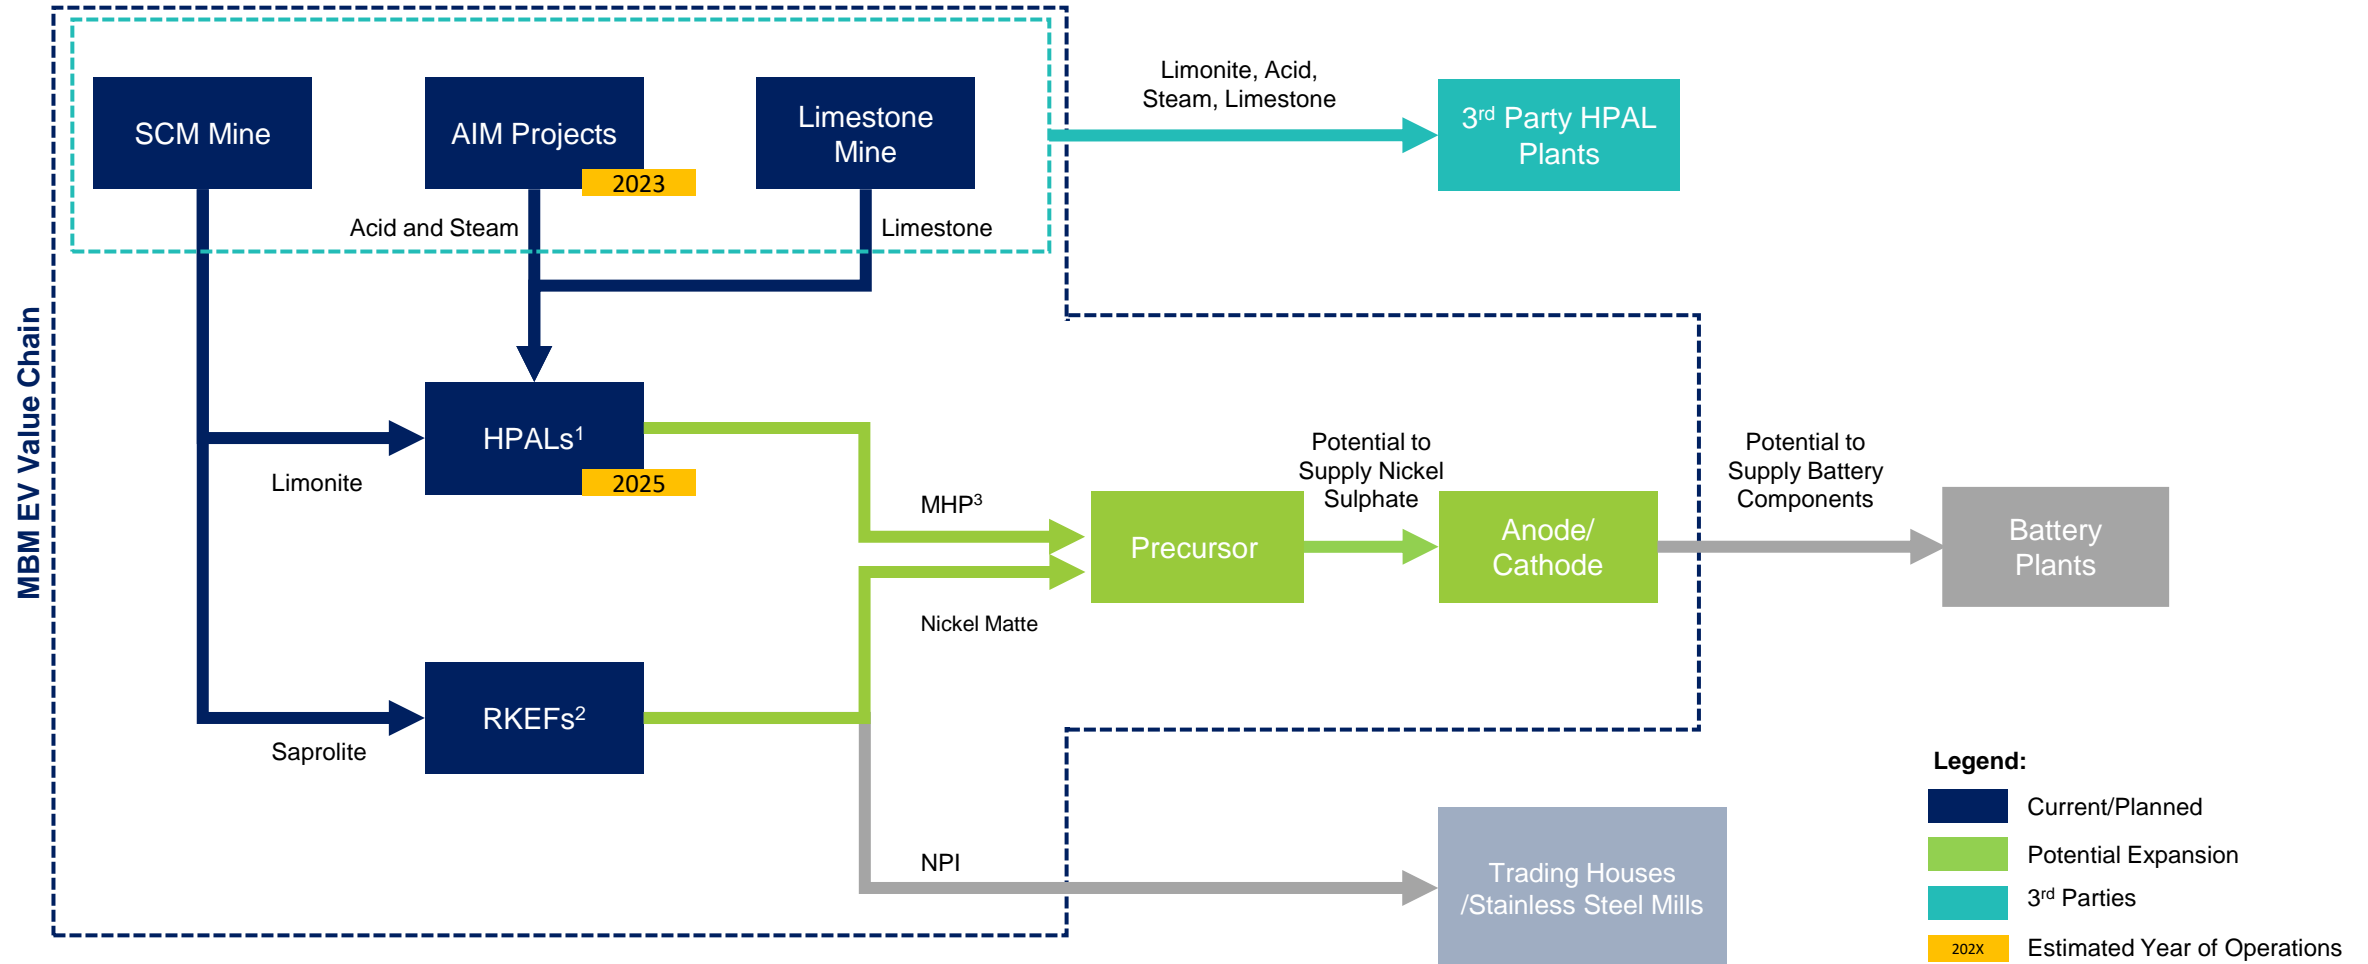 MBM EV Value Chain
SCM Mine
AIM Projects
2023
Limestone
Mine
Limonite, Acid,
Steam, Limestone
3rd Party HPAL
Plants
Acid and Steam
Limestone
HPALs1
2025
Limonite
MHP3
Nickel Matte
Precursor
Potential to
Supply Nickel
Sulphate
Anode/
Cathode
Potential to
Supply Battery
Components
Battery
Plants
RKEFs2
Saprolite
NPI
Trading Houses
/Stainless Steel Mills
Legend:
Current/Planned
Potential Expansion
3rd Parties
202X
Estimated Year of Operations